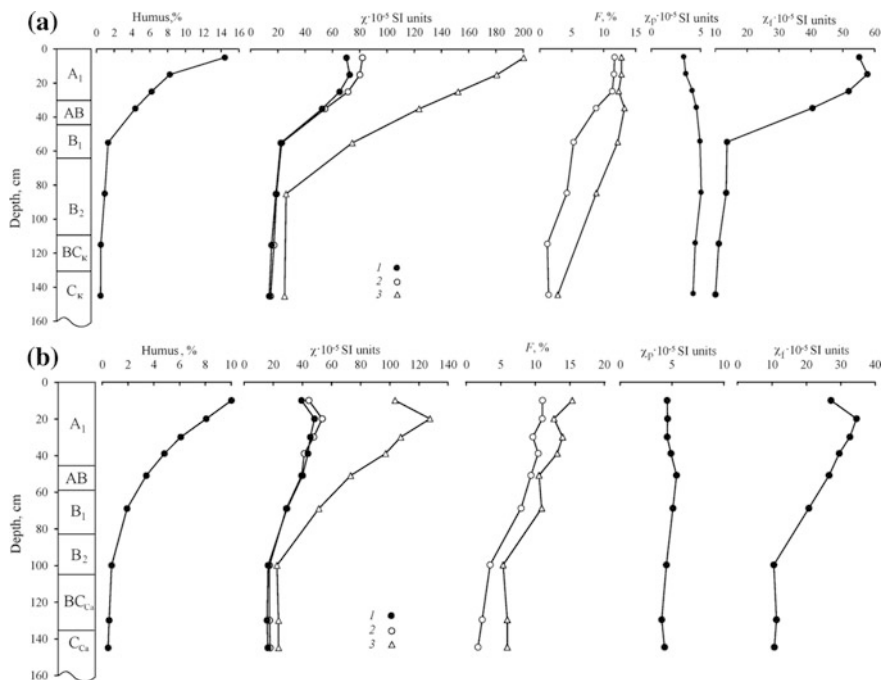 (a)
Humus,%
χ·10-5 SI units
F, %
χp·10-5 SI units
χf·10-5 SI units
0 2 4 6 8 10 12 14 16
0 40 80 120 160 200
0 5 10 15
0 5
10 20 30 40 50 60
Depth, cm
0
20
40
60
80
100
120
140
160
A1
AB
B1
B2
BCк
Cк
1
2
3
(b)
Humus, %
χ·10-5 SI units
F, %
χp·10-5 SI units
χf·10-5 SI units
0 2 4 6 8 10
0 20 40 60 80 100 120 140
0 5 10 15 20
0 5 10
0 10 20 30 40
Depth, cm
0
20
40
60
80
100
120
140
160
A1
AB
B1
B2
BCCa
CCa
1
2
3